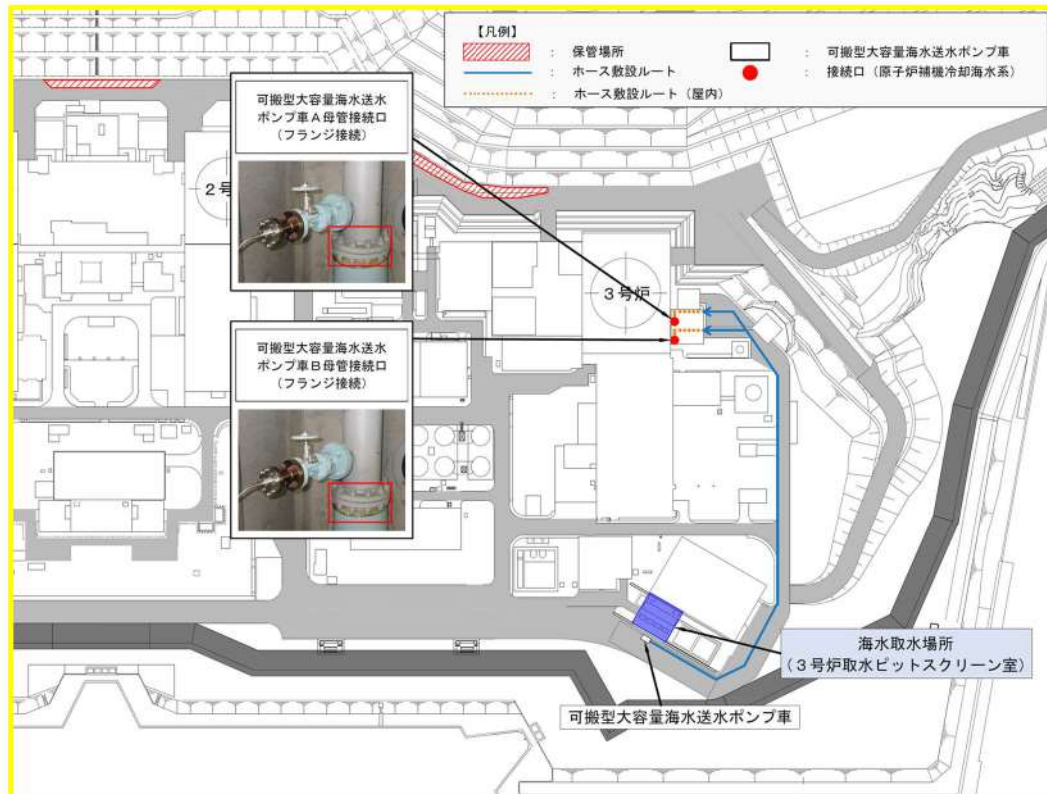 【凡例】
： 保管場所
： ホース敷設ルート
： ホース敷設ルート（屋内）
： 可搬型大容量海水送水ポンプ車
： 接続口（原子炉補機冷却海水系）
可搬型大容量海水送水
ポンプ車Ａ母管接続口
（フランジ接続）
２号
３号炉
可搬型大容量海水送水
ポンプ車Ｂ母管接続口
（フランジ接続）
海水取水場所
（３号炉取水ピットスクリーン室）
可搬型大容量海水送水ポンプ車